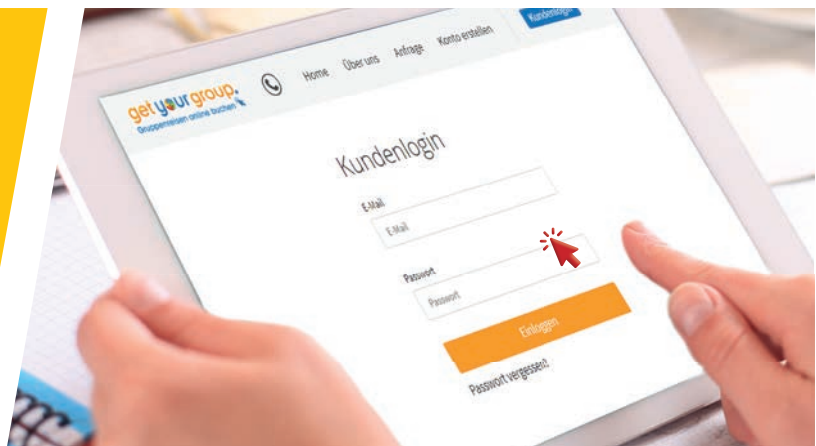 get your group.
Gruppenreisen online buchen
Home Über uns Anfrage Konto erstellen Kundenlogin
Kundenlogin
E-Mail
E-Mail
Passwort
Passwort
Einloggen
Passwort vergessen?